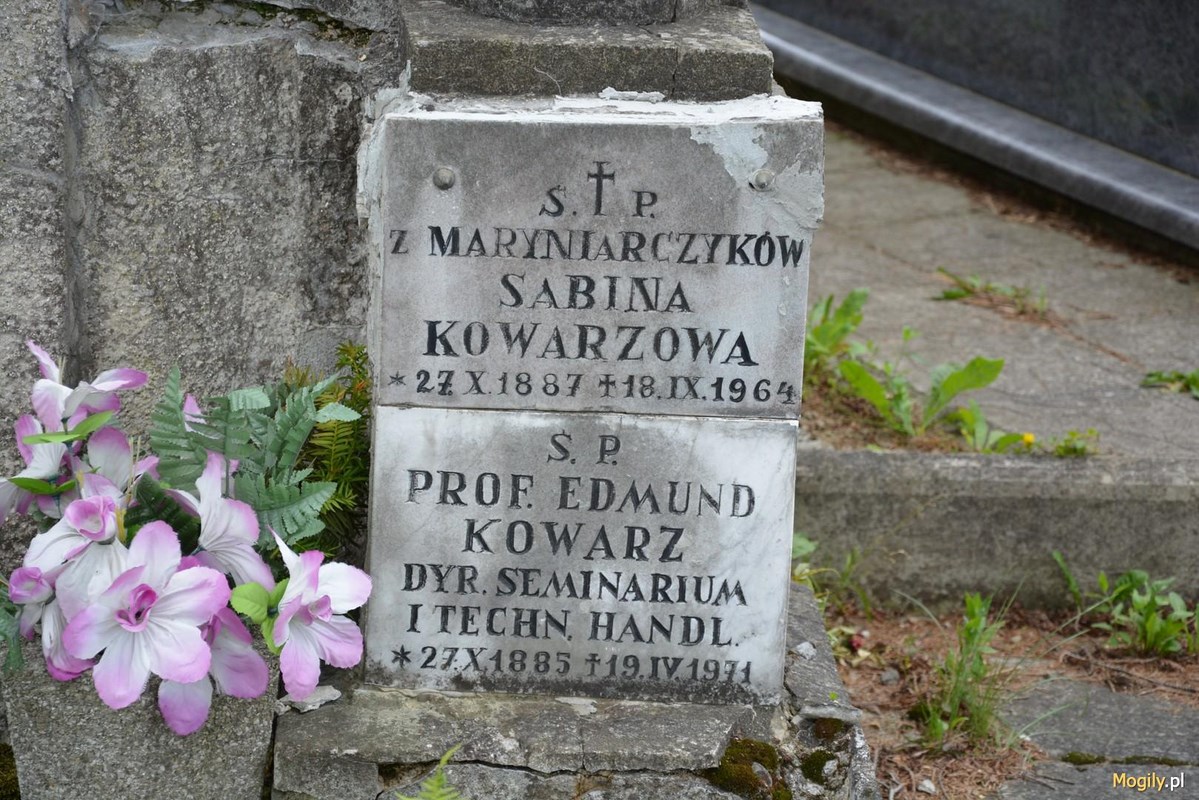 Ś. † P.
Z MARYNIARCZYKÓW
SABINA
KOWARZOWA
* 27.X.1887 † 18.IX.1964
Ś. P.
PROF. EDMUND
KOWARZ
DYR. SEMINARIUM
I TECHN. HANDL.
* 27.X.1885 † 19.IV.1971
Mogily.pl